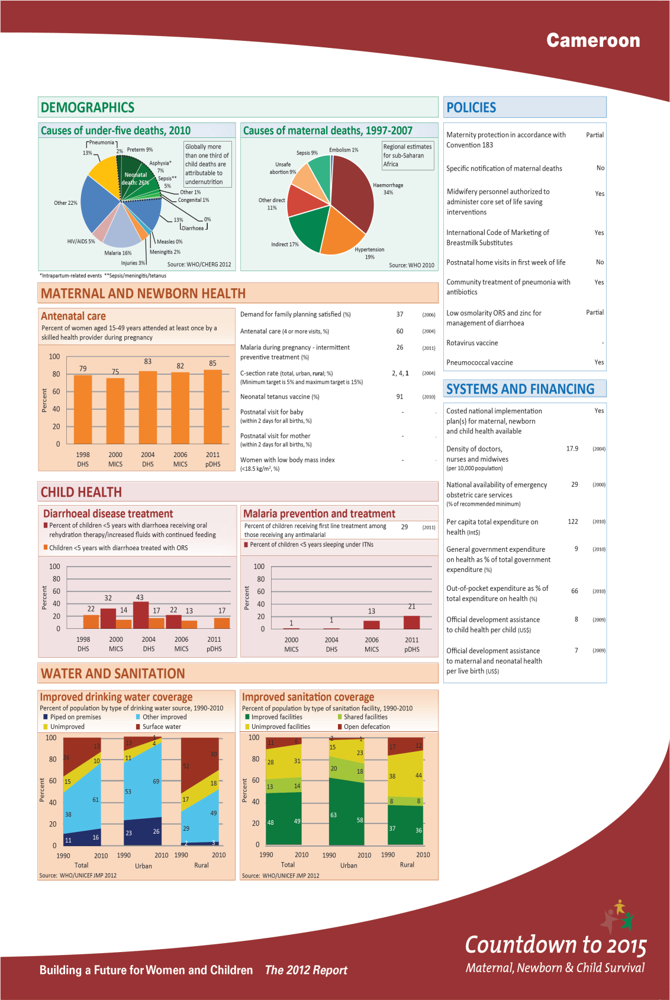 Cameroon
DEMOGRAPHICS
Causes of under-five deaths, 2010
Pneumonia
2%
13%
Preterm 9%
Asphyxia*
7%
Neonatal
death: 26%
Sepsis**
5%
Other 1%
Congenital 1%
Other 22%
13%
0%
Diarrhoea
HIV/AIDS 5%
Measles 0%
Malaria 16%
Meningitis 2%
Injuries 3%
Globally more
than one third of
child deaths are
attributable to
undernutrition
Source: WHO/CHERG 2012
*Intrapartum-related events **Sepsis/meningitis/tetanus
Causes of maternal deaths, 1997-2007
Sepsis 9%
Embolism 1%
Regional estimates
for sub-Saharan
Africa
Unsafe
abortion 9%
Haemorrhage
34%
Other direct
11%
Indirect 17%
Hypertension
19%
Source: WHO 2010
MATERNAL AND NEWBORN HEALTH
Antenatal care
Percent of women aged 15-49 years attended at least once by a
skilled health provider during pregnancy
Percent
100
80
60
40
20
0
79
75
83
82
85
1998 2000 2004 2006 2011
DHS MICS DHS MICS pDHS
Demand for family planning satisfied (%) 37 (2006)
Antenatal care (4 or more visits, %) 60 (2004)
Malaria during pregnancy - intermittent 26 (2011)
preventive treatment (%)
C-section rate (total, urban, rural; %) 2, 4, 1 (2004)
(Minimum target is 5% and maximum target is 15%)
Neonatal tetanus vaccine (%) 91 (2010)
Postnatal visit for baby - -
(within 2 days for all births, %)
Postnatal visit for mother - -
(within 2 days for all births, %)
Women with low body mass index - -
(<18.5 kg/m², %)
CHILD HEALTH
Diarrhoeal disease treatment
Percent of children <5 years with diarrhoea receiving oral
rehydration therapy/increased fluids with continued feeding
Children <5 years with diarrhoea treated with ORS
Percent
100
80
60
40
20
0
22 32 14 43 17 22 13 17
1998 2000 2004 2006 2011
DHS MICS DHS MICS pDHS
Malaria prevention and treatment
Percent of children receiving first line treatment among 29 (2011)
those receiving any antimalarial
Percent of children <5 years sleeping under ITNs
Percent
100
80
60
40
20
0
1 1 13 21
2000 2004 2006 2011
MICS DHS MICS pDHS
WATER AND SANITATION
Improved drinking water coverage
Percent of population by type of drinking water source, 1990-2010
Piped on premises Other improved
Unimproved Surface water
Percent
100
80
60
40
20
0
36 13 13 1 52 30
15 10 11 4 17 18
38 61 53 69 29 49
11 16 23 26 2 3
1990 2010 1990 2010 1990 2010
Total Urban Rural
Source: WHO/UNICEF JMP 2012
Improved sanitation coverage
Percent of population by type of sanitation facility, 1990-2010
Improved facilities Shared facilities
Unimproved facilities Open defecation
Percent
100
80
60
40
20
0
11 6 2 1 17 12
28 31 15 23 38 44
13 14 20 18 8 8
48 49 63 58 37 36
1990 2010 1990 2010 1990 2010
Total Urban Rural
Source: WHO/UNICEF JMP 2012
POLICIES
Maternity protection in accordance with Partial
Convention 183
Specific notification of maternal deaths No
Midwifery personnel authorized to Yes
administer core set of life saving
interventions
International Code of Marketing of Yes
Breastmilk Substitutes
Postnatal home visits in first week of life No
Community treatment of pneumonia with Yes
antibiotics
Low osmolarity ORS and zinc for Partial
management of diarrhoea
Rotavirus vaccine -
Pneumococcal vaccine Yes
SYSTEMS AND FINANCING
Costed national implementation Yes
plan(s) for maternal, newborn
and child health available
Density of doctors, 17.9 (2004)
nurses and midwives
(per 10,000 population)
National availability of emergency 29 (2000)
obstetric care services
(% of recommended minimum)
Per capita total expenditure on 122 (2010)
health (Int$)
General government expenditure 9 (2010)
on health as % of total government
expenditure (%)
Out-of-pocket expenditure as % of 66 (2010)
total expenditure on health (%)
Official development assistance 8 (2009)
to child health per child (US$)
Official development assistance 7 (2009)
to maternal and neonatal health
per live birth (US$)
Countdown to 2015
Maternal, Newborn & Child Survival
Building a Future for Women and Children The 2012 Report